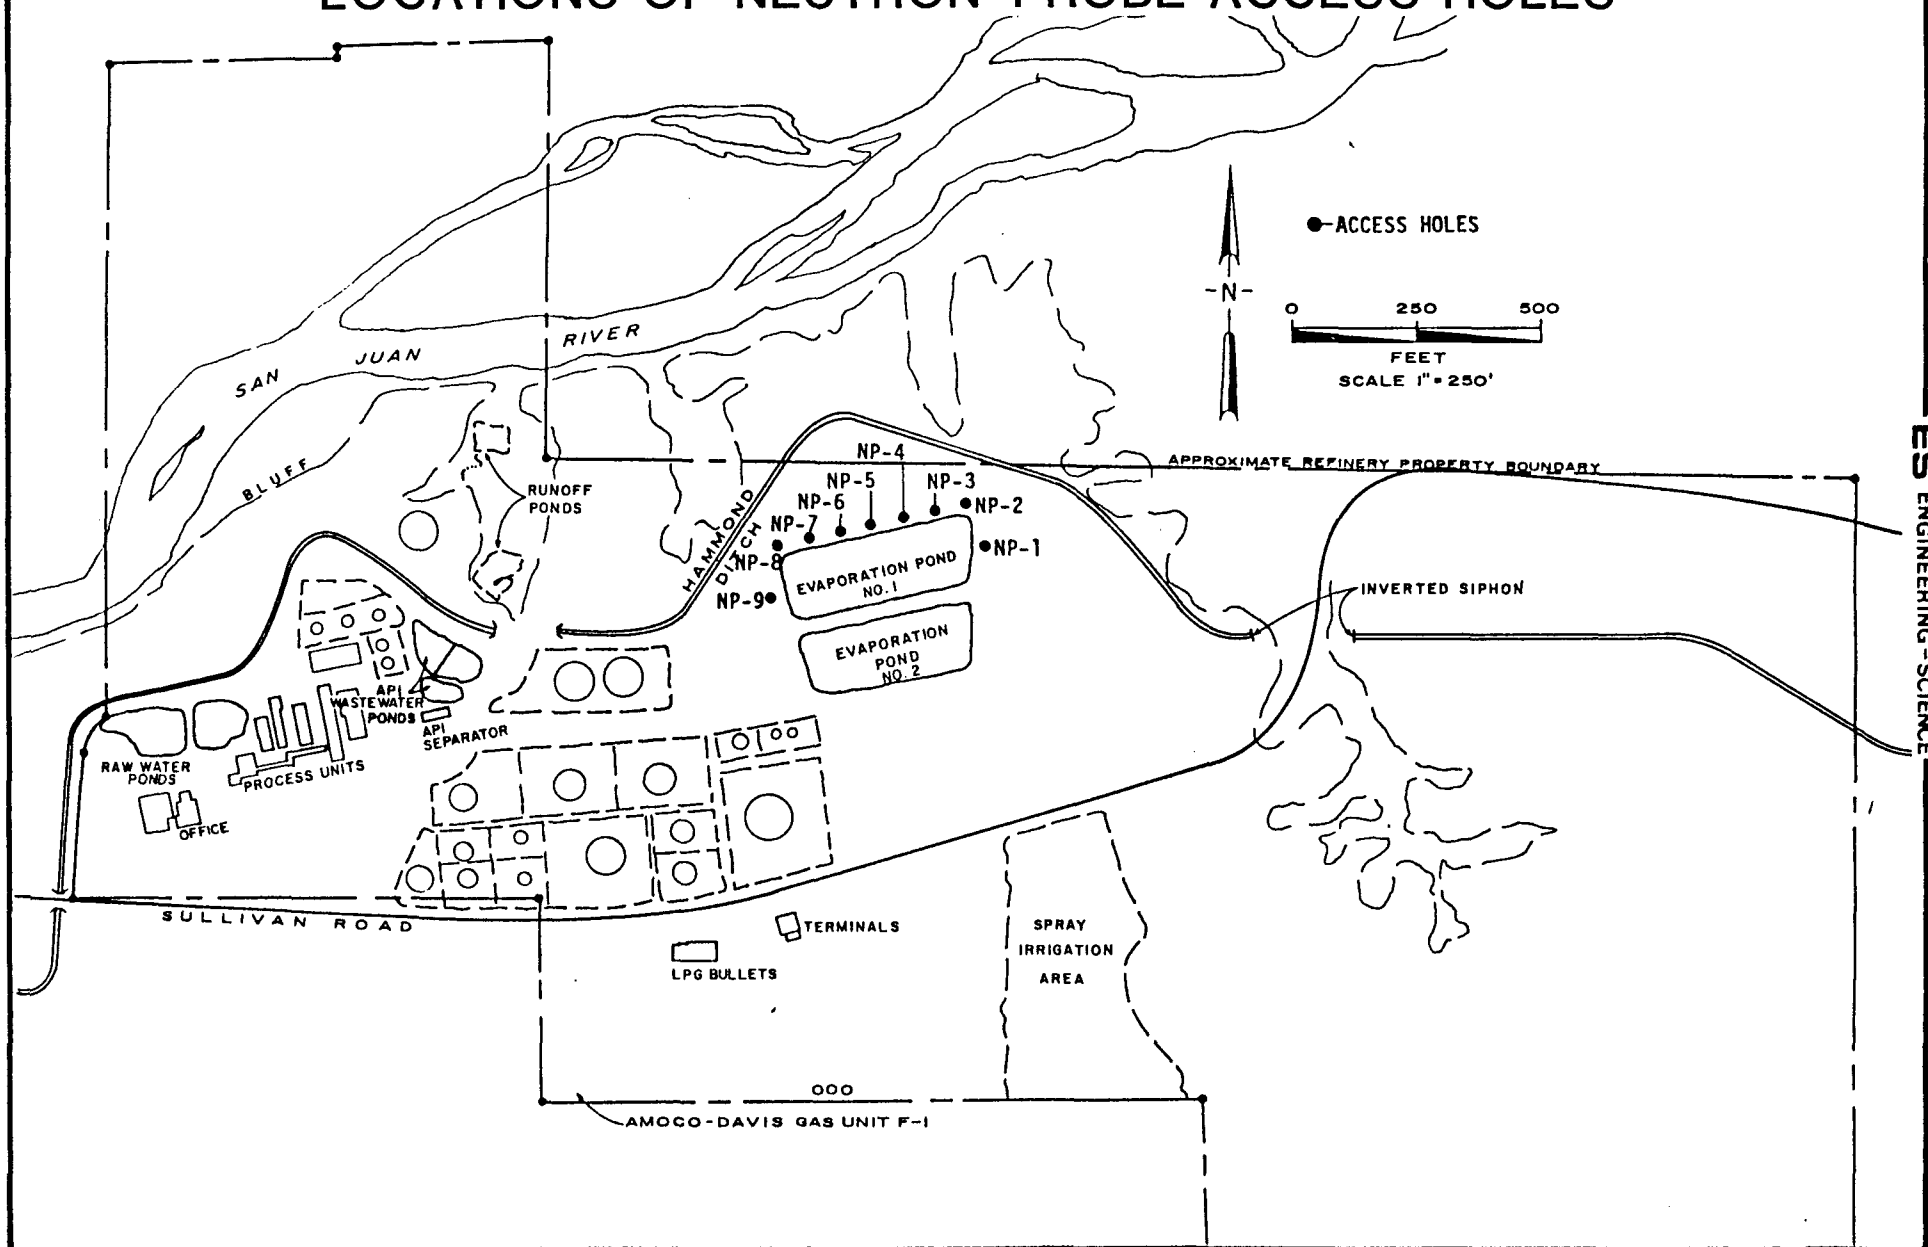 LOCATIONS OF NEUTRON PROBE ACCESS HOLES
ACCESS HOLES
-N-
0 250 500
FEET
SCALE 1"=250'
SAN JUAN RIVER
BLUFF
RUNOFF
PONDS
HAMMOND
DITCH
NP-4
NP-5
NP-3
NP-6
NP-2
NP-7
NP-1
NP-8
NP-9
APPROXIMATE REFINERY PROPERTY BOUNDARY
EVAPORATION POND
NO. 1
EVAPORATION
POND
NO. 2
INVERTED SIPHON
API
WASTEWATER
PONDS
API
SEPARATOR
RAW WATER
PONDS
PROCESS UNITS
OFFICE
SULLIVAN ROAD
TERMINALS
LPG BULLETS
SPRAY
IRRIGATION
AREA
000
AMOCO-DAVIS GAS UNIT F-1
ES ENGINEERING-SCIENCE